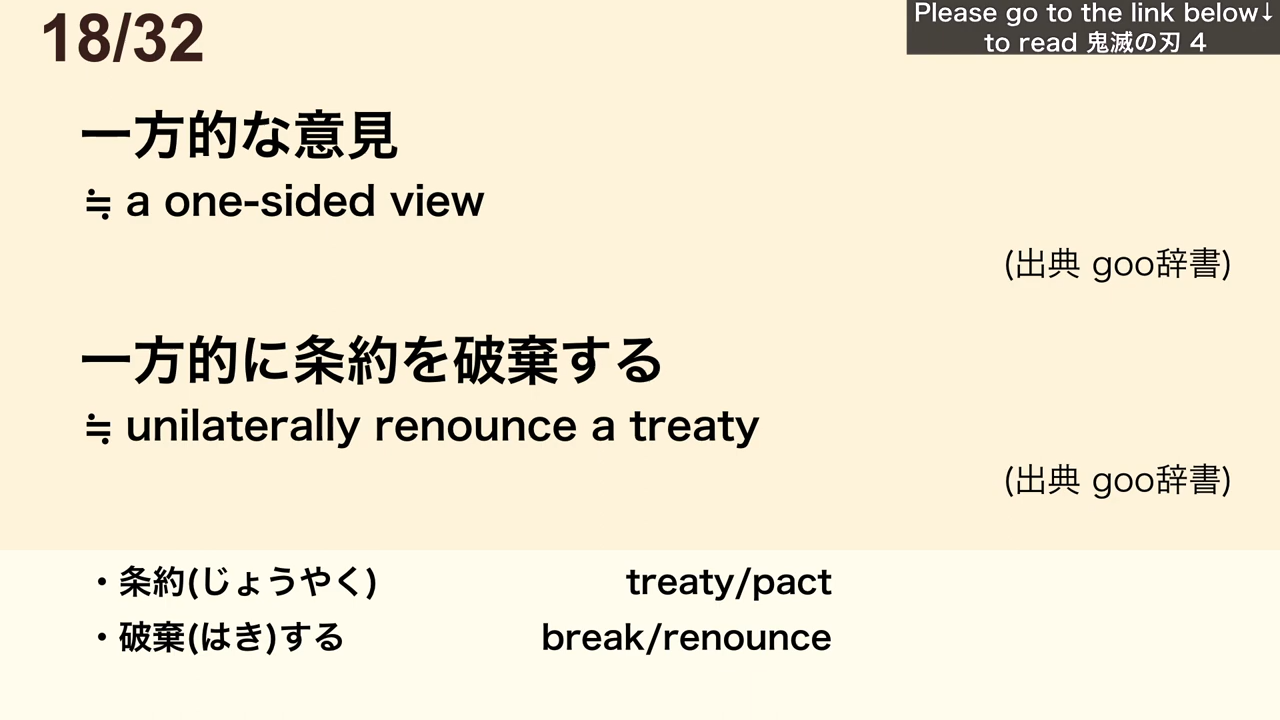 18/32
Please go to the link below↓
to read 鬼滅の刃 4
一方的な意見
≒ a one-sided view
(出典 goo辞書)
一方的に条約を破棄する
≒ unilaterally renounce a treaty
(出典 goo辞書)
・条約(じょうやく) treaty/pact
・破棄(はき)する break/renounce